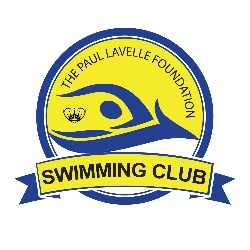 THE PAUL LAVELLE FOUNDATION
SWIMMING CLUB